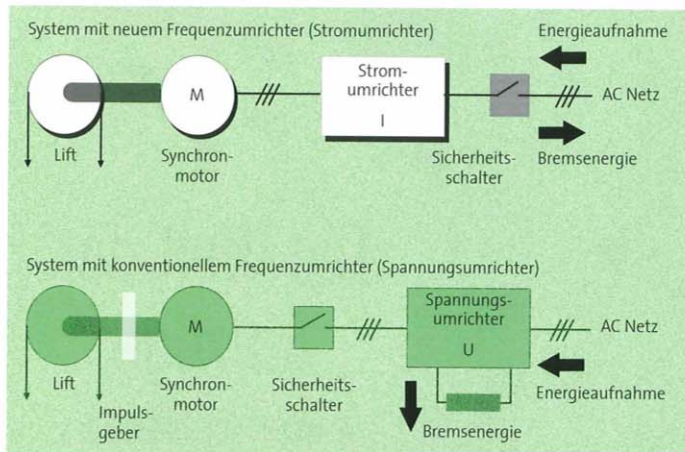 System mit neuem Frequenzumrichter (Stromumrichter)
Energieaufnahme
Strom-
umrichter
I
M
AC Netz
Lift
Synchron-
motor
Sicherheits-
schalter
Bremsenergie
System mit konventionellem Frequenzumrichter (Spannungsumrichter)
Spannungs-
umrichter
U
M
AC Netz
Lift
Impuls-
geber
Synchron-
motor
Sicherheits-
schalter
Energieaufnahme
Bremsenergie